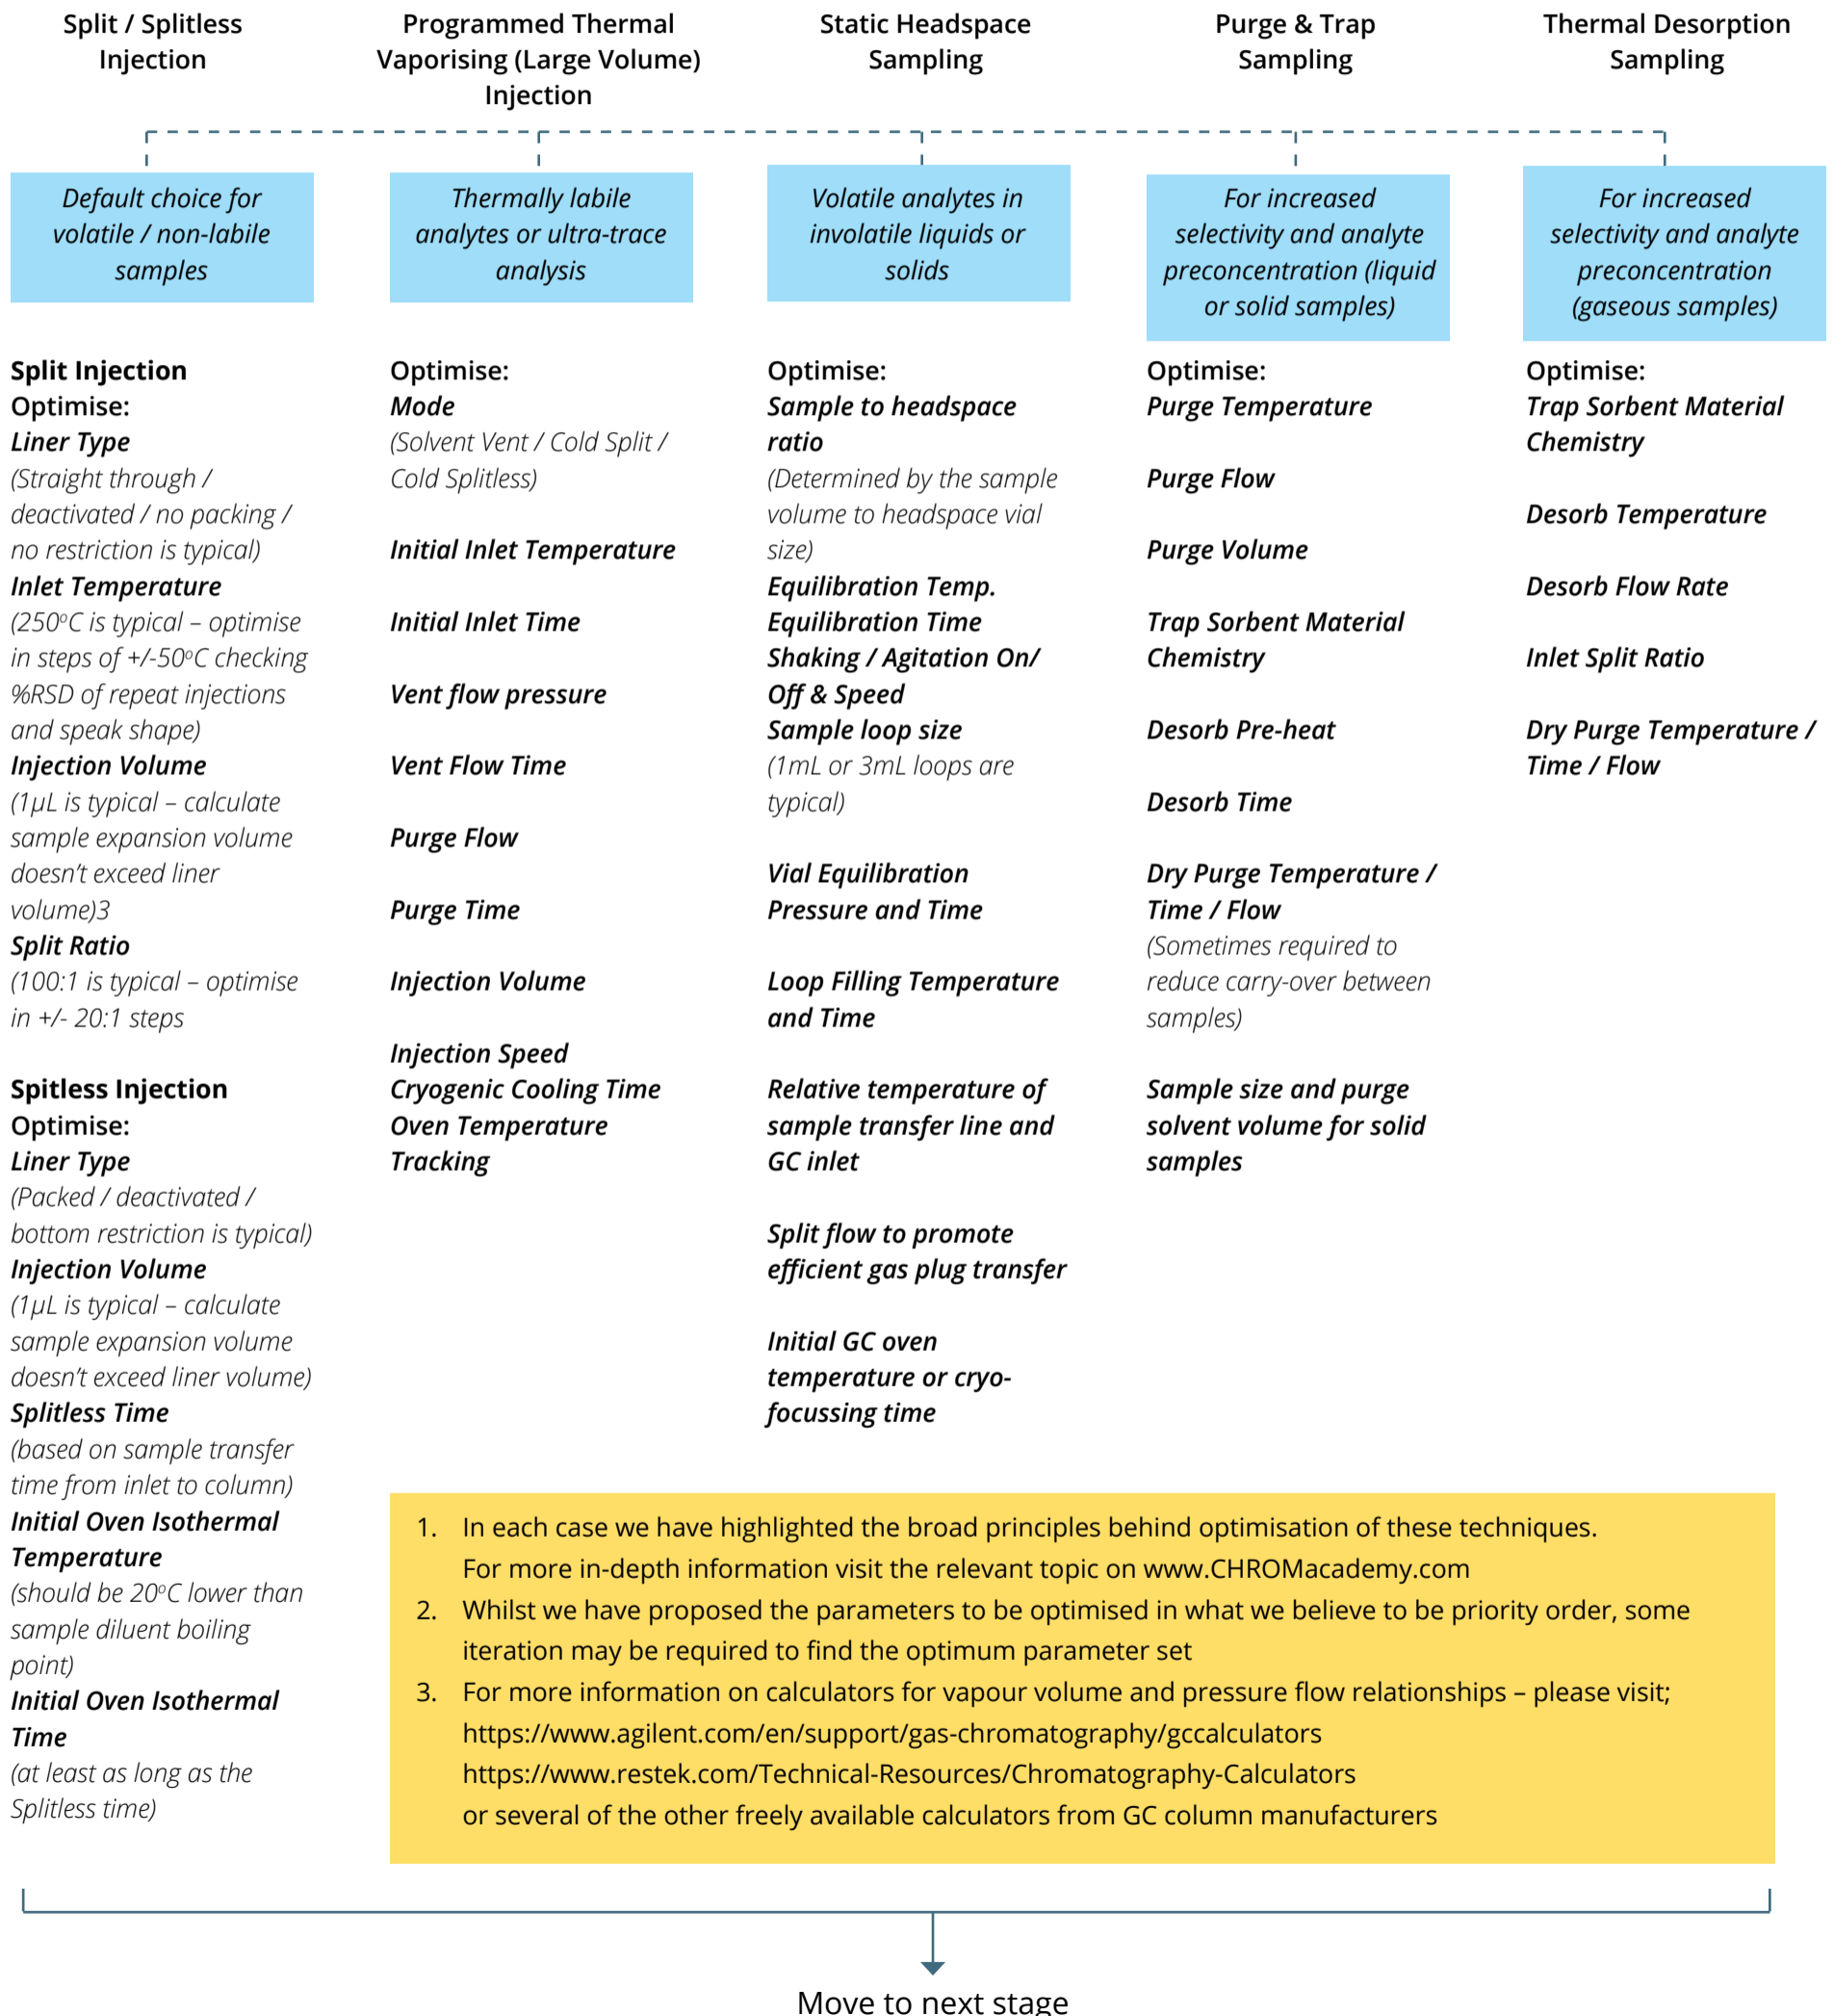 Split / Splitless
Injection
Programmed Thermal
Vaporising (Large Volume)
Injection
Static Headspace
Sampling
Purge & Trap
Sampling
Thermal Desorption
Sampling
Default choice for
volatile / non-labile
samples
Thermally labile
analytes or ultra-trace
analysis
Volatile analytes in
involatile liquids or
solids
For increased
selectivity and analyte
preconcentration (liquid
or solid samples)
For increased
selectivity and analyte
preconcentration
(gaseous samples)
Split Injection
Optimise:
Liner Type
(Straight through /
deactivated / no packing /
no restriction is typical)
Inlet Temperature
(250ºC is typical – optimise
in steps of +/-50ºC checking
%RSD of repeat injections
and speak shape)
Injection Volume
(1µL is typical – calculate
sample expansion volume
doesn’t exceed liner
volume)3
Split Ratio
(100:1 is typical – optimise
in +/- 20:1 steps
Spitless Injection
Optimise:
Liner Type
(Packed / deactivated /
bottom restriction is typical)
Injection Volume
(1µL is typical – calculate
sample expansion volume
doesn’t exceed liner volume)
Splitless Time
(based on sample transfer
time from inlet to column)
Initial Oven Isothermal
Temperature
(should be 20ºC lower than
sample diluent boiling
point)
Initial Oven Isothermal
Time
(at least as long as the
Splitless time)
Optimise:
Mode
(Solvent Vent / Cold Split /
Cold Splitless)
Initial Inlet Temperature
Initial Inlet Time
Vent flow pressure
Vent Flow Time
Purge Flow
Purge Time
Injection Volume
Injection Speed
Cryogenic Cooling Time
Oven Temperature
Tracking
Optimise:
Sample to headspace
ratio
(Determined by the sample
volume to headspace vial
size)
Equilibration Temp.
Equilibration Time
Shaking / Agitation On/
Off & Speed
Sample loop size
(1mL or 3mL loops are
typical)
Vial Equilibration
Pressure and Time
Loop Filling Temperature
and Time
Relative temperature of
sample transfer line and
GC inlet
Split flow to promote
efficient gas plug transfer
Initial GC oven
temperature or cryo-
focussing time
Optimise:
Purge Temperature
Purge Flow
Purge Volume
Trap Sorbent Material
Chemistry
Desorb Pre-heat
Desorb Time
Dry Purge Temperature /
Time / Flow
(Sometimes required to
reduce carry-over between
samples)
Sample size and purge
solvent volume for solid
samples
Optimise:
Trap Sorbent Material
Chemistry
Desorb Temperature
Desorb Flow Rate
Inlet Split Ratio
Dry Purge Temperature /
Time / Flow
1. In each case we have highlighted the broad principles behind optimisation of these techniques.
For more in-depth information visit the relevant topic on www.CHROMacademy.com
2. Whilst we have proposed the parameters to be optimised in what we believe to be priority order, some
iteration may be required to find the optimum parameter set
3. For more information on calculators for vapour volume and pressure flow relationships – please visit;
https://www.agilent.com/en/support/gas-chromatography/gccalculators
https://www.restek.com/Technical-Resources/Chromatography-Calculators
or several of the other freely available calculators from GC column manufacturers
Move to next stage